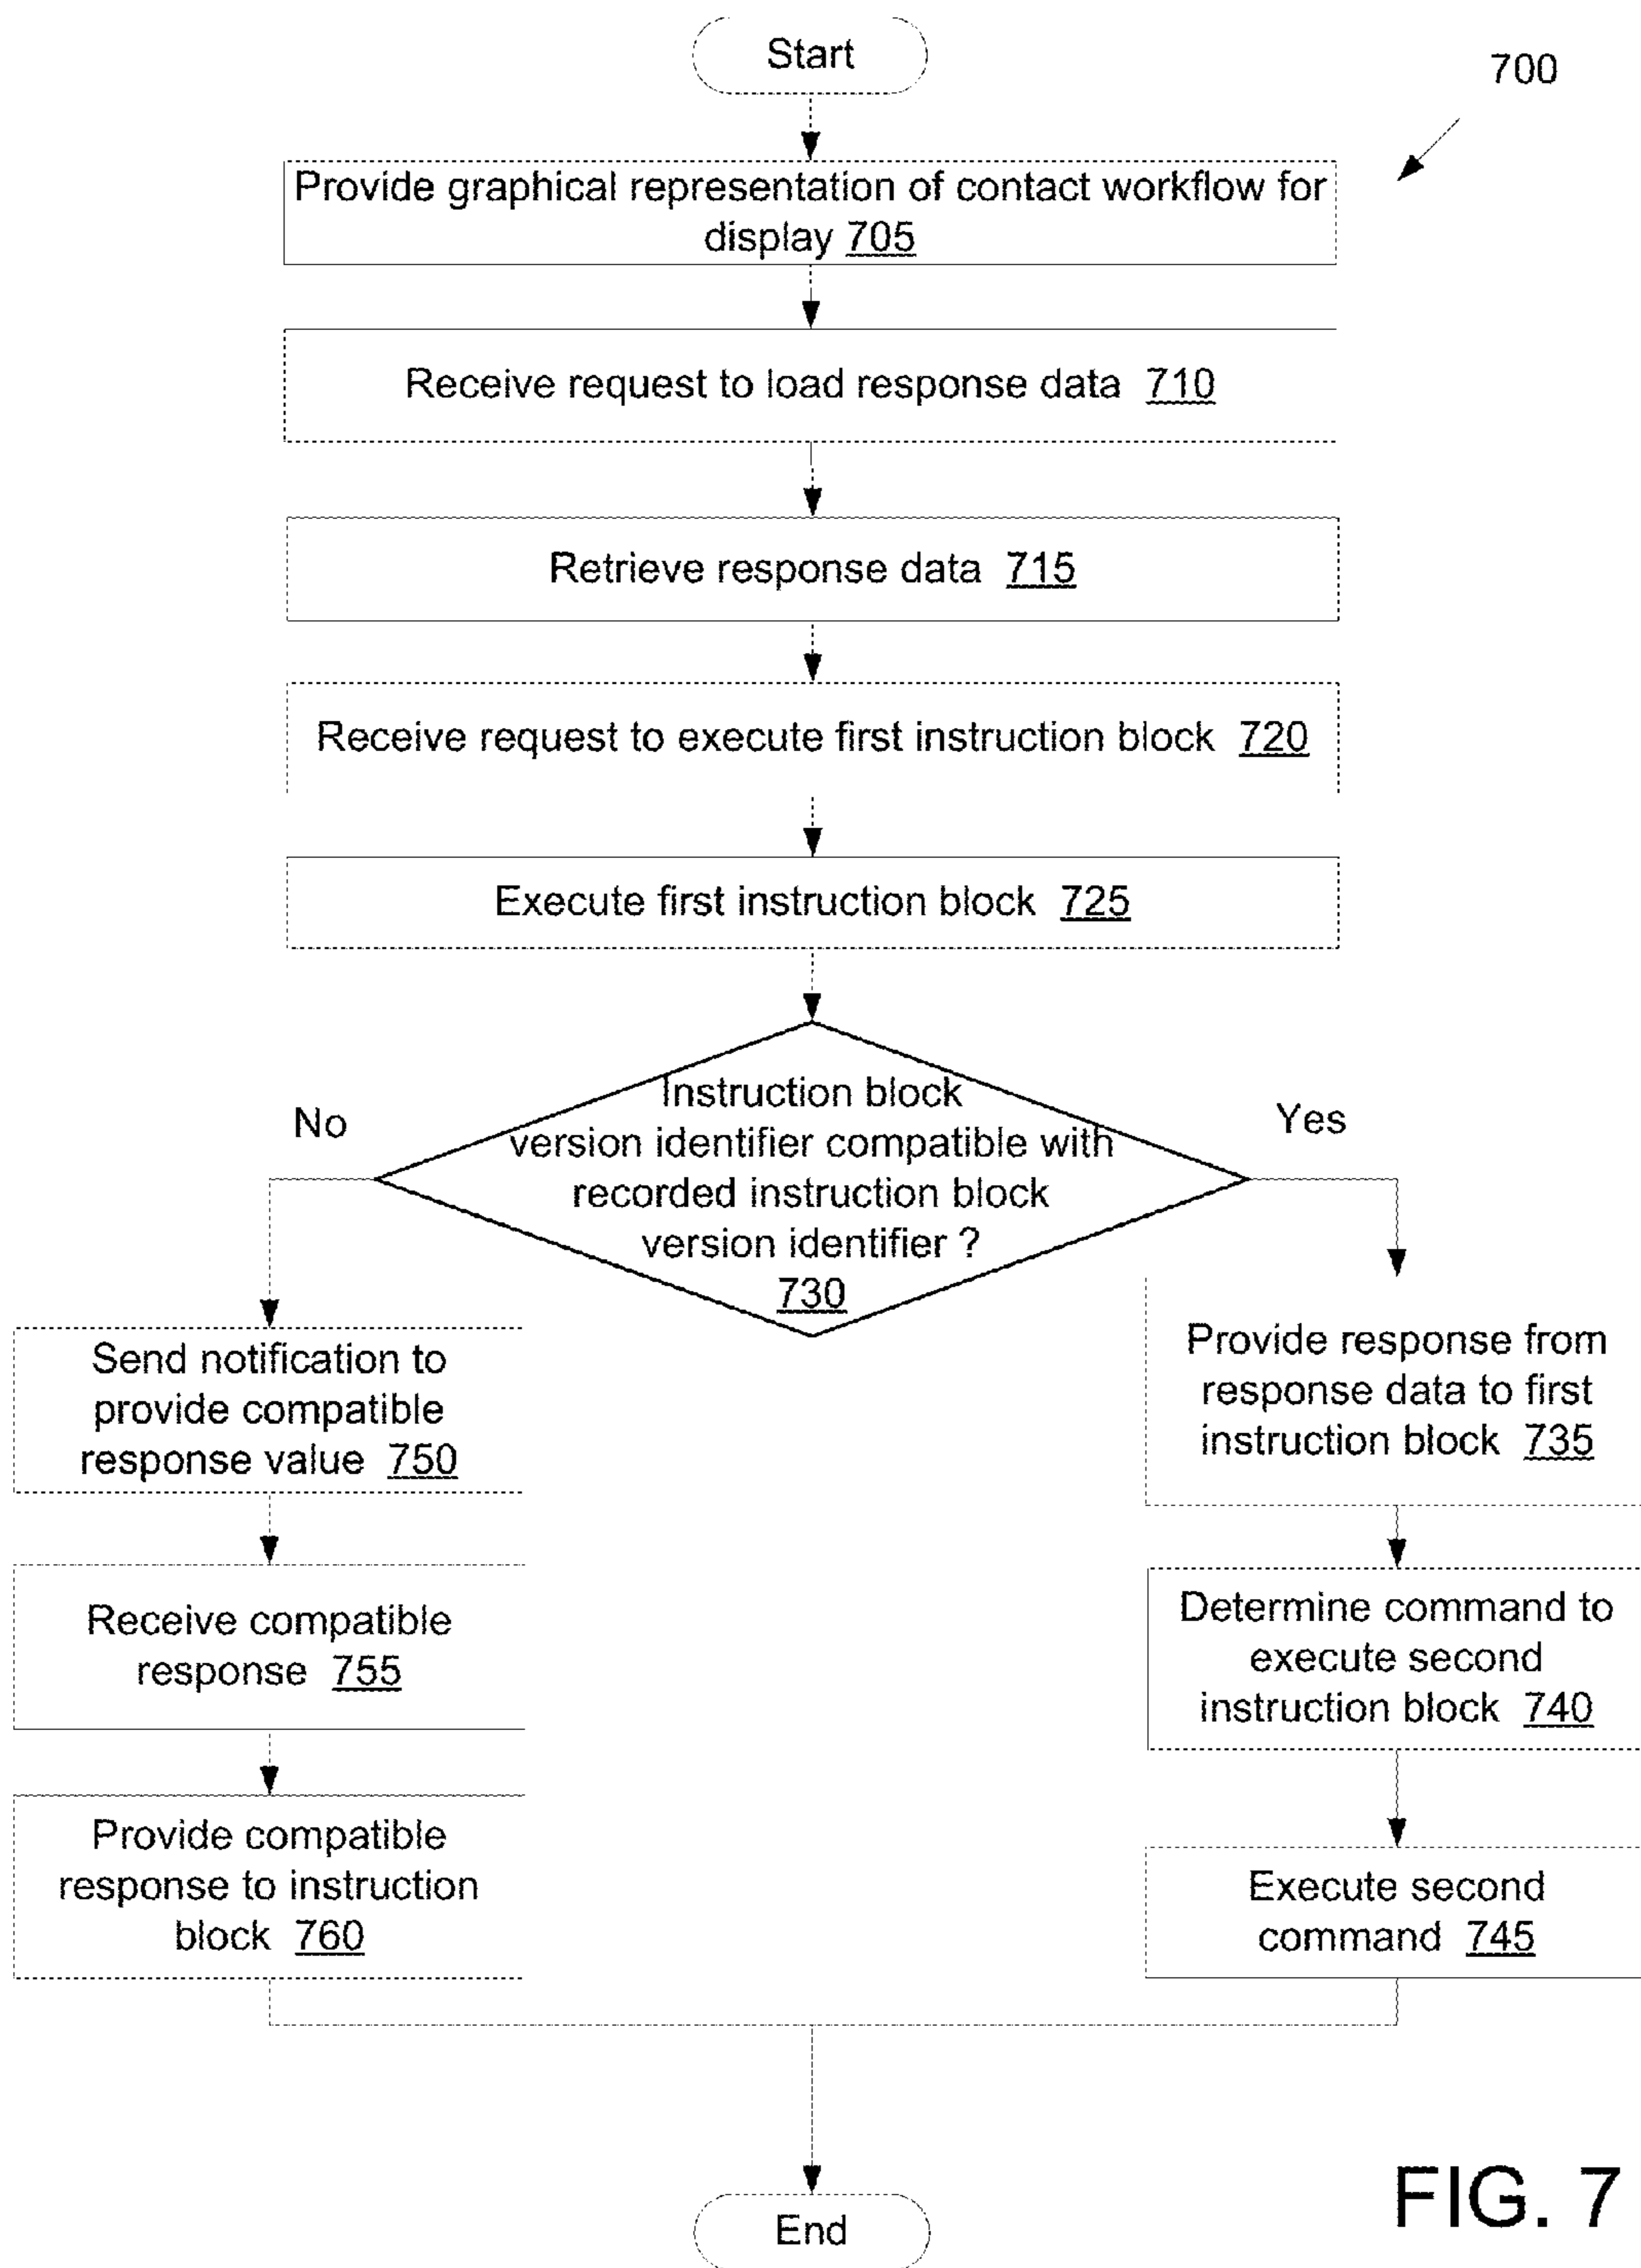 Start
700
Provide graphical representation of contact workflow for
display 705
Receive request to load response data 710
Retrieve response data 715
Receive request to execute first instruction block 720
Execute first instruction block 725
Instruction block
version identifier compatible with
recorded instruction block
version identifier ?
730
No
Yes
Send notification to
provide compatible
response value 750
Receive compatible
response 755
Provide compatible
response to instruction
block 760
Provide response from
response data to first
instruction block 735
Determine command to
execute second
instruction block 740
Execute second
command 745
End
FIG. 7